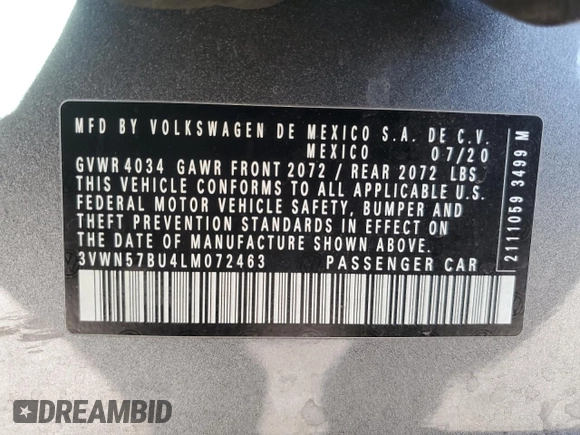 MFD BY VOLKSWAGEN DE MEXICO S.A. DE C.V.
MEXICO 07/20
GVWR 4034 GAWR FRONT 2072 / REAR 2072 LBS
THIS VEHICLE CONFORMS TO ALL APPLICABLE U.S.
FEDERAL MOTOR VEHICLE SAFETY, BUMPER AND
THEFT PREVENTION STANDARDS IN EFFECT ON THE
DATE OF MANUFACTURE SHOWN ABOVE.
3VWN57BU4LM072463 PASSENGER CAR
2111059 3499 M
DREAMBID